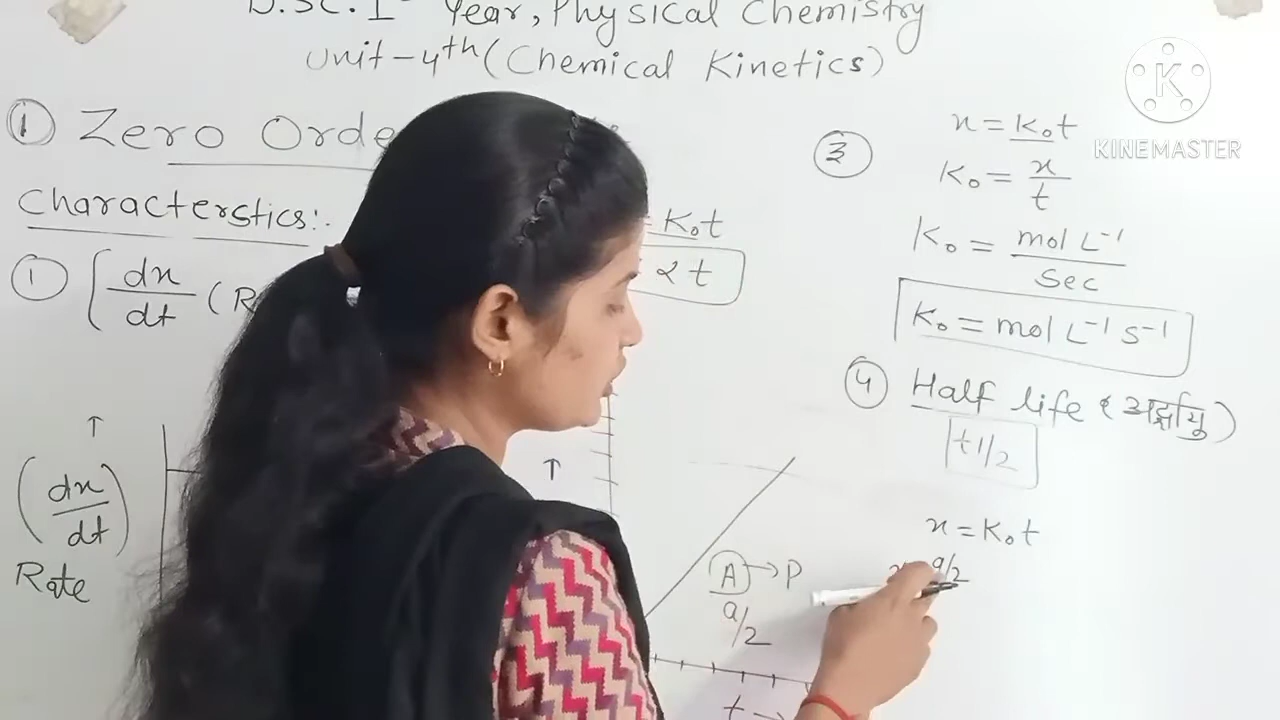 B.Sc. I Year, Physical Chemistry
Unit-4th (Chemical Kinetics)
① Zero Orde
Characterstics:-
① dx/dt (R
K₀t
α t
(dx/dt)
Rate
↑
↑
A → P
a/2
t →
③ x = K₀t
K₀ = x/t
K₀ = mol L⁻¹/Sec
K₀ = mol L⁻¹ S⁻¹
④ Half life (अर्द्धायु)
t1/2
x = K₀t
a/2
K
KINEMASTER